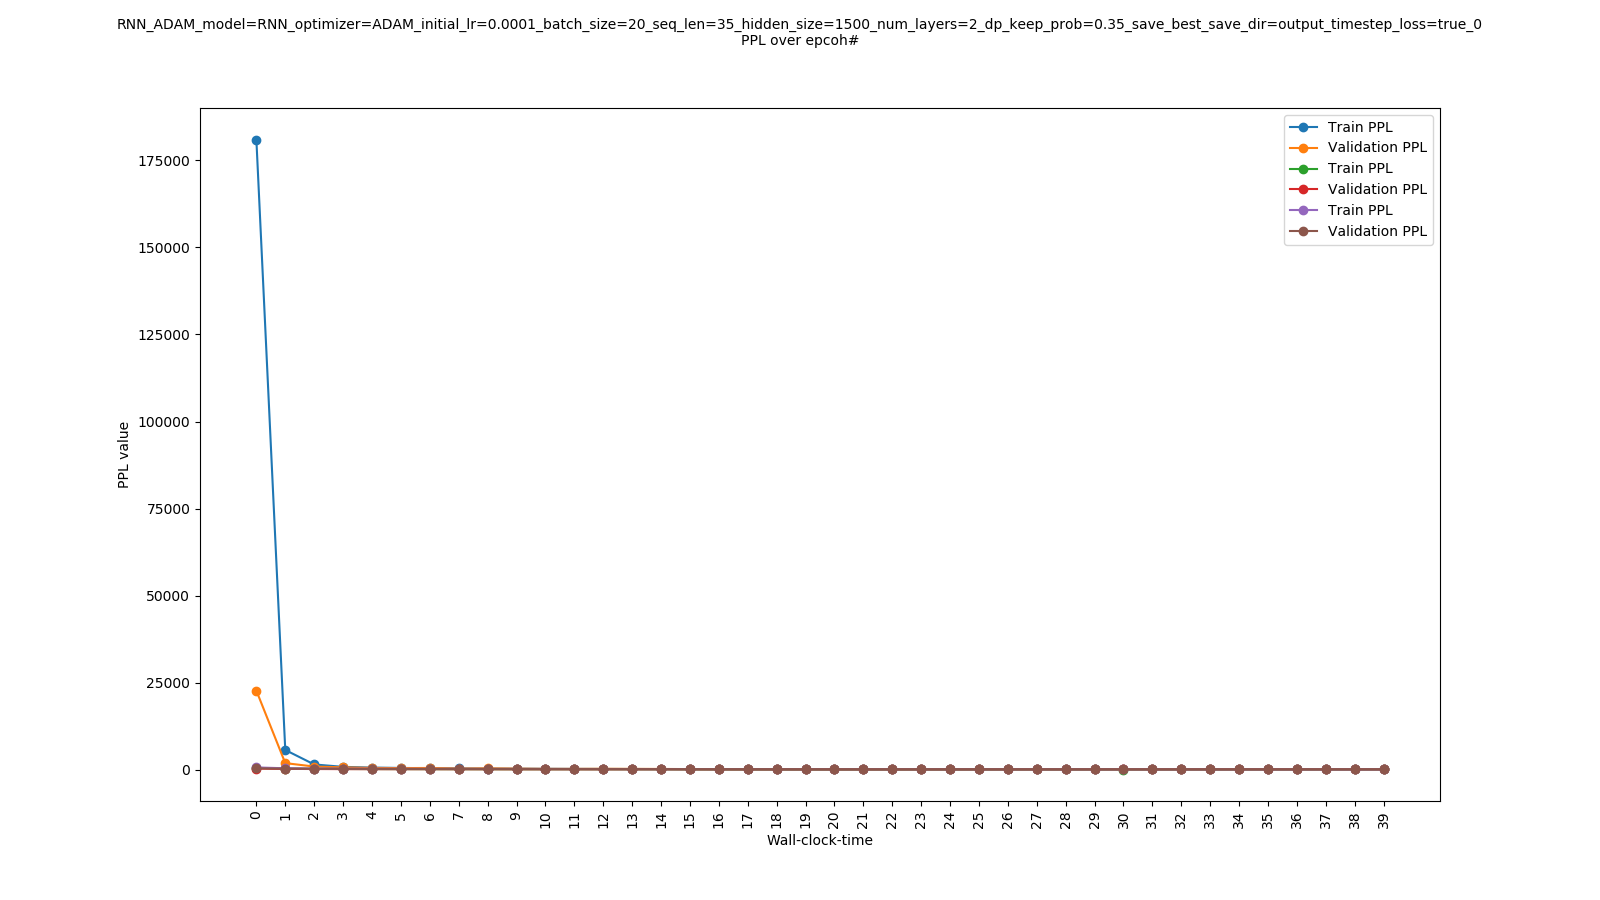 RNN_ADAM_model=RNN_optimizer=ADAM_initial_lr=0.0001_batch_size=20_seq_len=35_hidden_size=1500_num_layers=2_dp_keep_prob=0.35_save_best_save_dir=output_timestep_loss=true_0
PPL over epcoh#
Train PPL
Validation PPL
Train PPL
Validation PPL
Train PPL
Validation PPL
175000
150000
125000
100000
75000
50000
25000
0
PPL value
0 1 2 3 4 5 6 7 8 9 10 11 12 13 14 15 16 17 18 19 20 21 22 23 24 25 26 27 28 29 30 31 32 33 34 35 36 37 38 39
Wall-clock-time